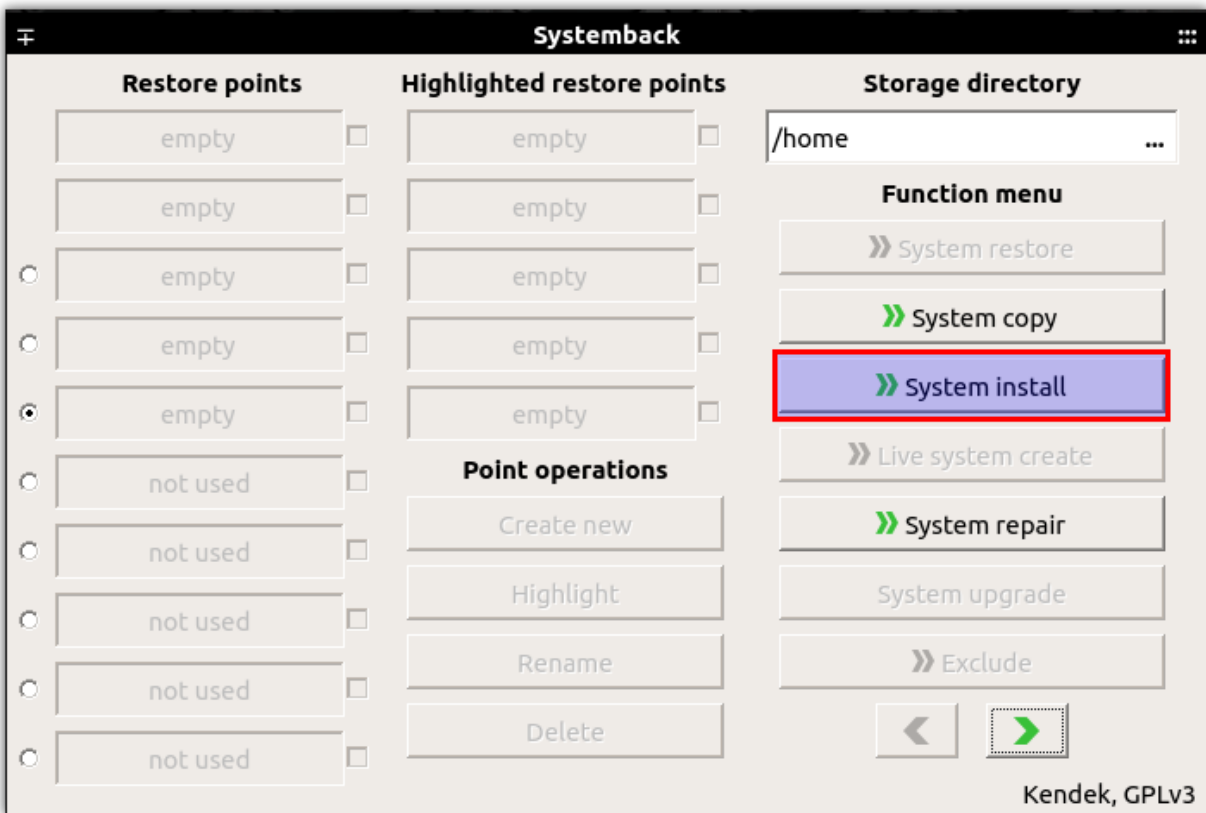 Systemback
Restore points
empty
empty
empty
empty
empty
not used
not used
not used
not used
not used
Highlighted restore points
empty
empty
empty
empty
empty
Point operations
Create new
Highlight
Rename
Delete
Storage directory
/home ...
Function menu
System restore
System copy
System install
Live system create
System repair
System upgrade
Exclude
Kendek, GPLv3